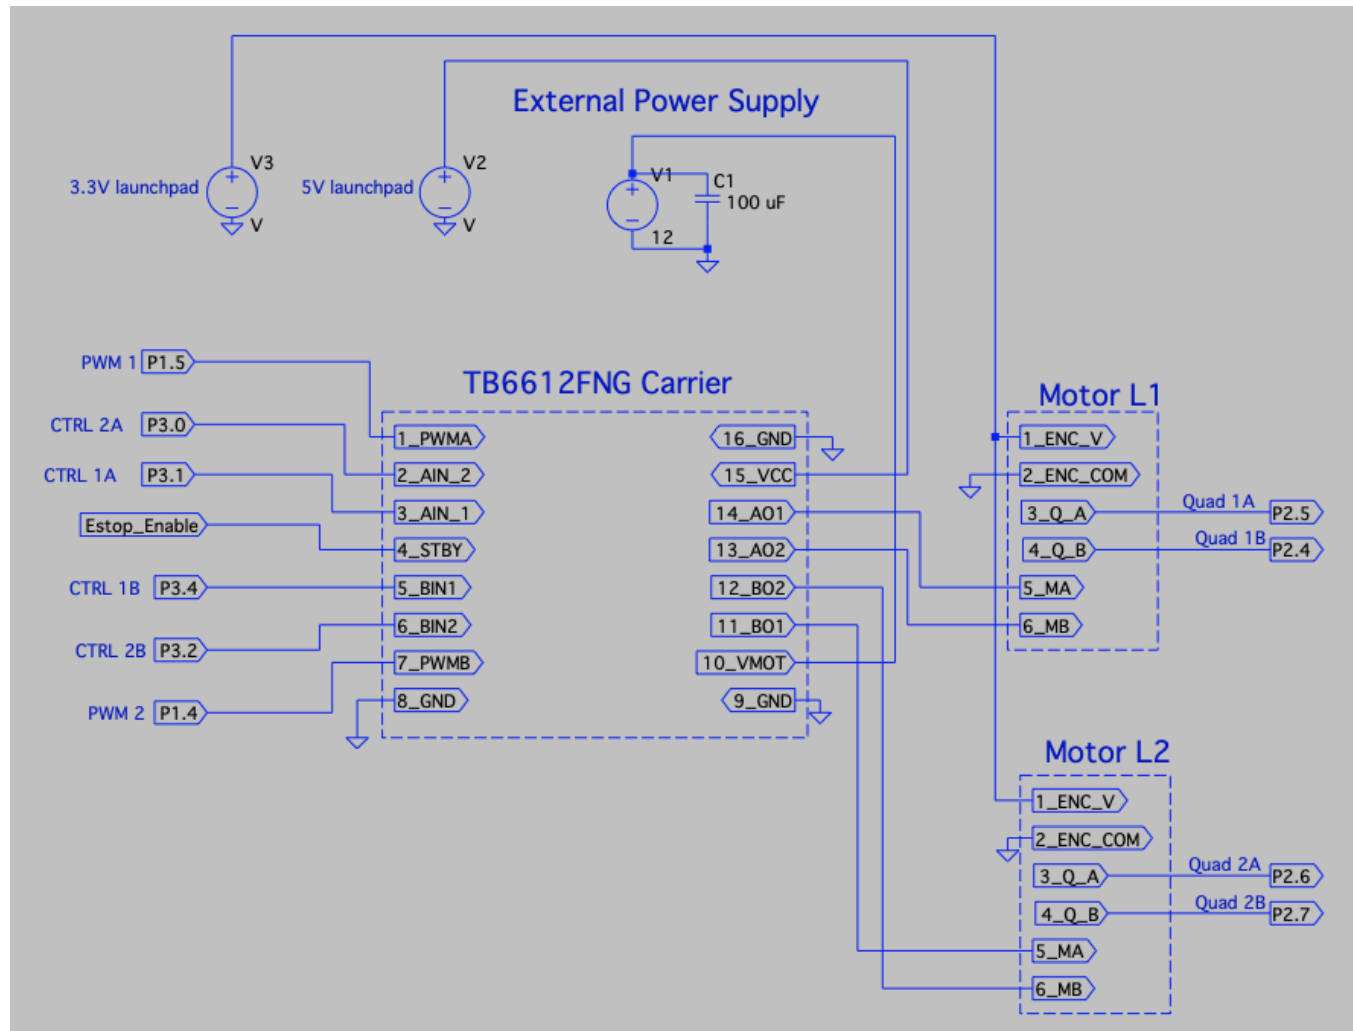 External Power Supply
V3
3.3V launchpad
V
V2
5V launchpad
V
V1
12
C1
100 uF
PWM 1 P1.5
CTRL 2A P3.0
CTRL 1A P3.1
Estop_Enable
CTRL 1B P3.4
CTRL 2B P3.2
PWM 2 P1.4
TB6612FNG Carrier
1_PWMA
2_AIN_2
3_AIN_1
4_STBY
5_BIN1
6_BIN2
7_PWMB
8_GND
16_GND
15_VCC
14_AO1
13_AO2
12_BO2
11_BO1
10_VMOT
9_GND
Motor L1
1_ENC_V
2_ENC_COM
3_Q_A
4_Q_B
5_MA
6_MB
Quad 1A P2.5
Quad 1B P2.4
Motor L2
1_ENC_V
2_ENC_COM
3_Q_A
4_Q_B
5_MA
6_MB
Quad 2A P2.6
Quad 2B P2.7